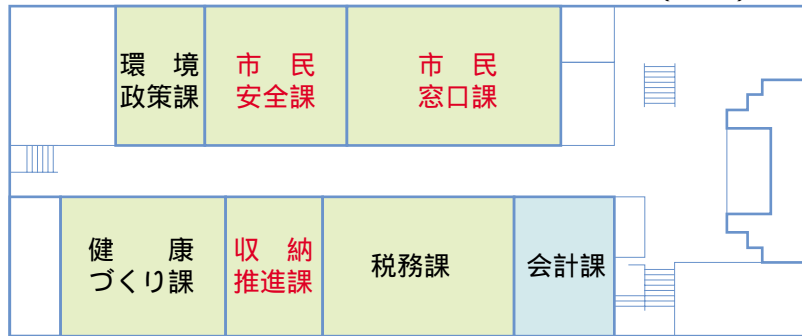 環　境
政策課
市　民
安全課
市　民
窓口課
健　康
づくり課
収　納
推進課
税務課
会計課